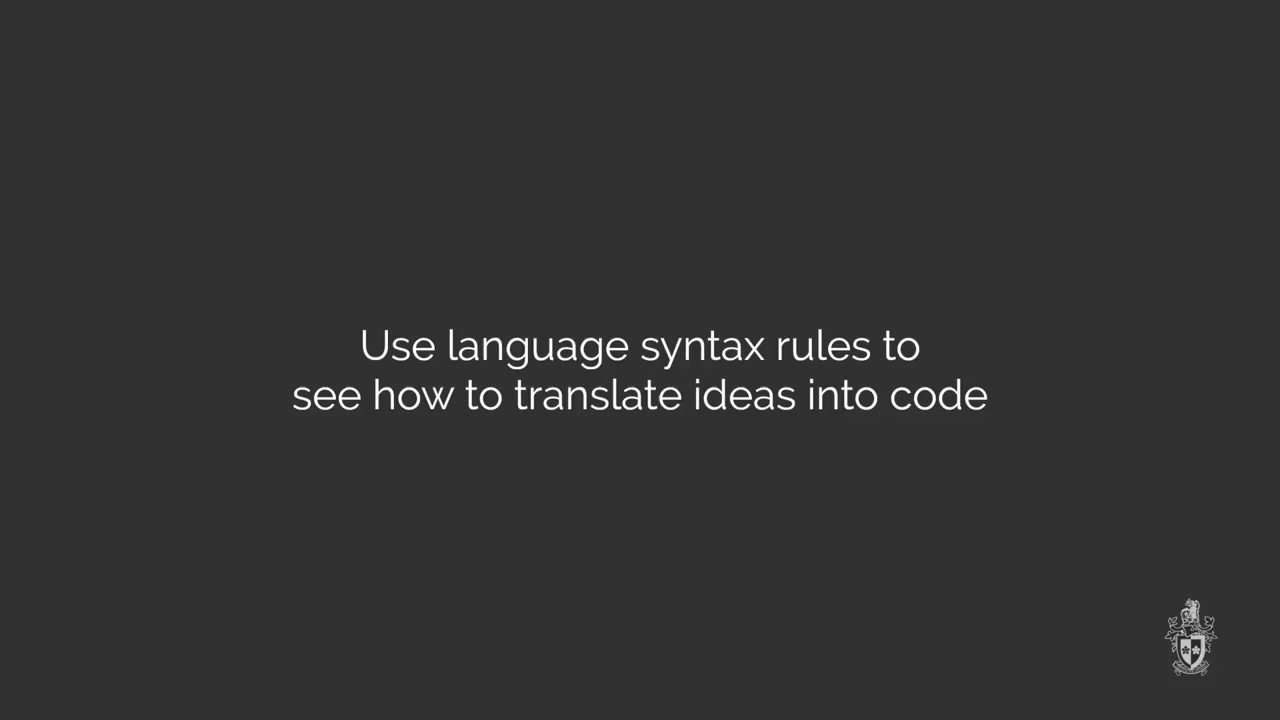 Use language syntax rules to
see how to translate ideas into code